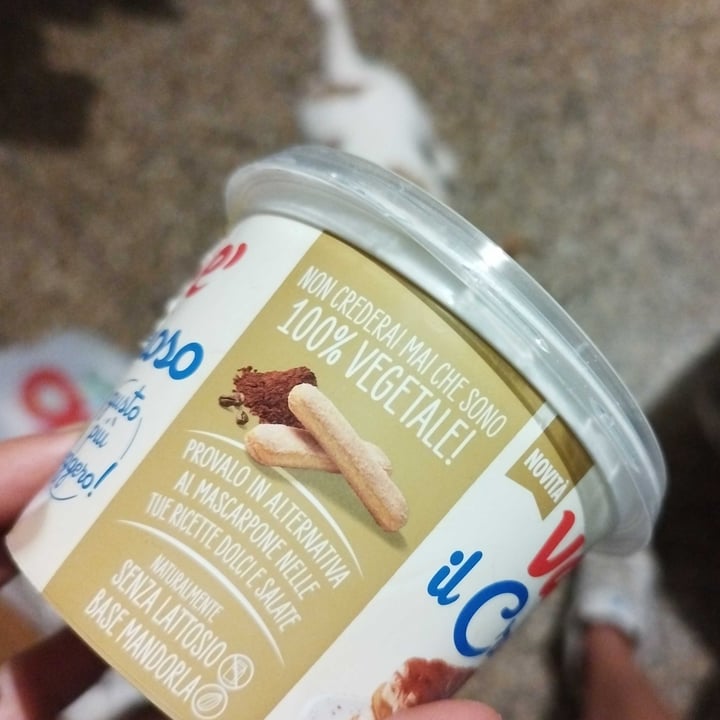 NON CREDERAI MAI CHE SONO
100% VEGETALE!
PROVALO IN ALTERNATIVA
AL MASCARPONE NELLE
TUE RICETTE DOLCI E SALATE
NATURALMENTE
SENZA LATTOSIO
BASE MANDORLA
NOVITÀ
il
gusto
più